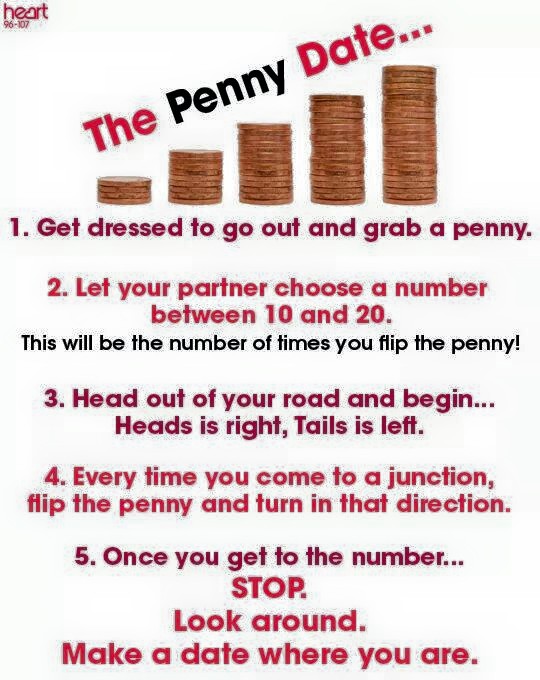 heart
96-107
The Penny Date...
1. Get dressed to go out and grab a penny.
2. Let your partner choose a number
between 10 and 20.
This will be the number of times you flip the penny!
3. Head out of your road and begin...
Heads is right, Tails is left.
4. Every time you come to a junction,
flip the penny and turn in that direction.
5. Once you get to the number...
STOP.
Look around.
Make a date where you are.